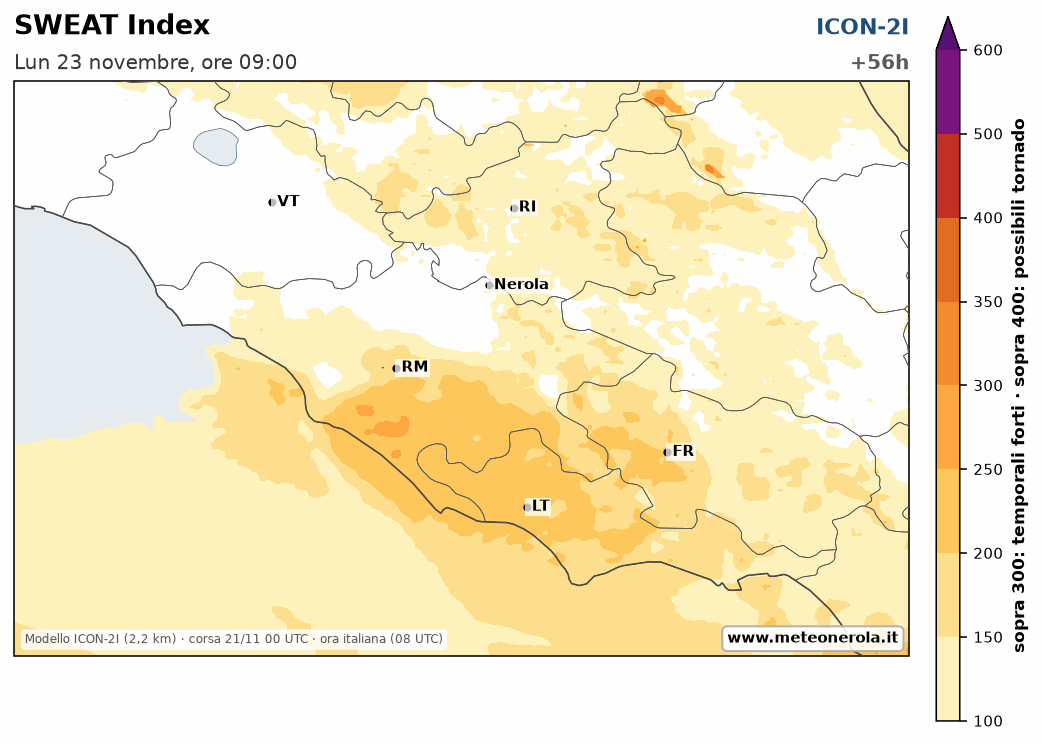 SWEAT Index
ICON-2I
Lun 23 novembre, ore 09:00
+56h
VT
RI
Nerola
RM
FR
LT
Modello ICON-2I (2,2 km) · corsa 21/11 00 UTC · ora italiana (08 UTC)
www.meteonerola.it
600
500
400
350
300
250
200
150
100
sopra 300: temporali forti · sopra 400: possibili tornado